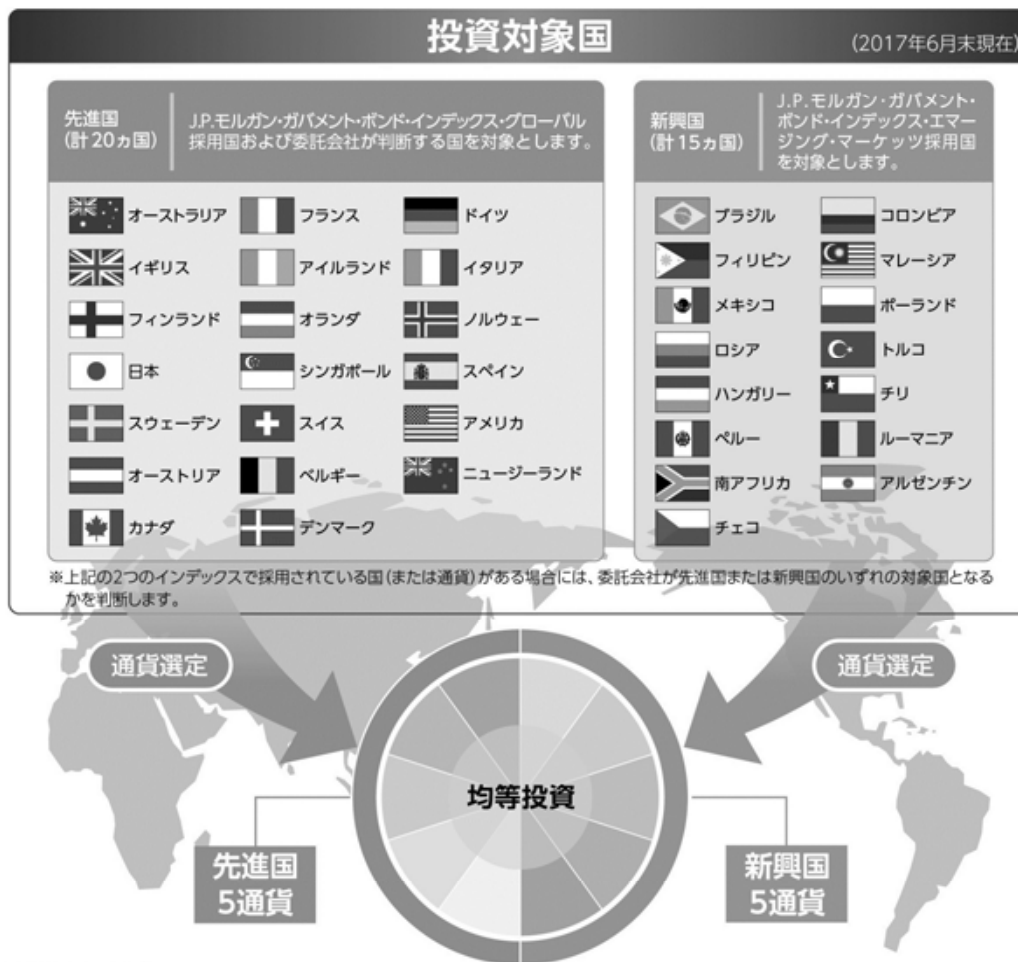 投資対象国
(2017年6月末現在)
先進国
(計20ヵ国)
J.P.モルガン・ガバメント・ボンド・インデックス・グローバル
採用国および委託会社が判断する国を対象とします。
オーストラリア
フランス
ドイツ
イギリス
アイルランド
イタリア
フィンランド
オランダ
ノルウェー
日本
シンガポール
スペイン
スウェーデン
スイス
アメリカ
オーストリア
ベルギー
ニュージーランド
カナダ
デンマーク
新興国
(計15ヵ国)
J.P.モルガン・ガバメント・
ボンド・インデックス・エマー
ジング・マーケッツ採用国
を対象とします。
ブラジル
コロンビア
フィリピン
マレーシア
メキシコ
ポーランド
ロシア
トルコ
ハンガリー
チリ
ペルー
ルーマニア
南アフリカ
アルゼンチン
チェコ
※上記の2つのインデックスで採用されている国(または通貨)がある場合には、委託会社が先進国または新興国のいずれの対象国となる
かを判断します。
通貨選定
通貨選定
均等投資
先進国
5通貨
新興国
5通貨